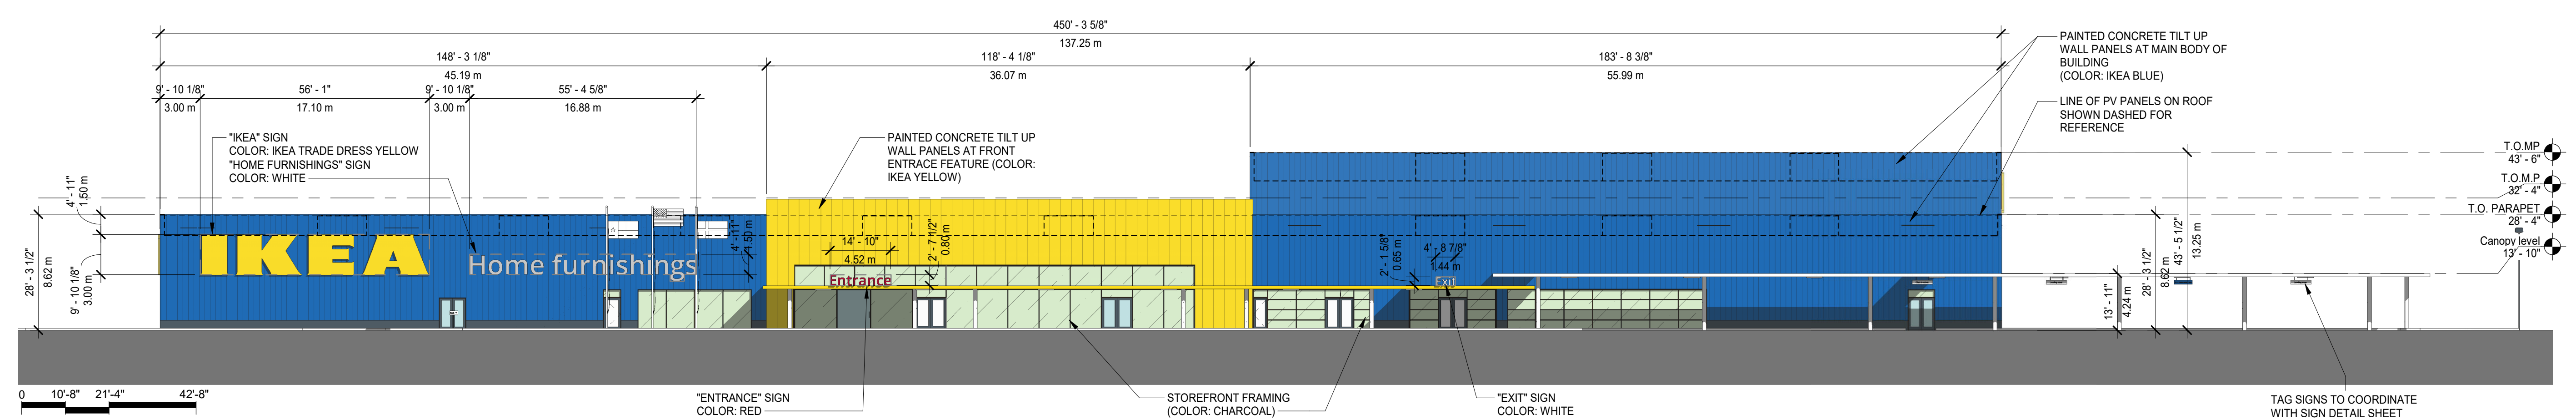 450' - 3 5/8"
137.25 m
148' - 3 1/8"
45.19 m
118' - 4 1/8"
36.07 m
183' - 8 3/8"
55.99 m
9' - 10 1/8"
3.00 m
56' - 1"
17.10 m
9' - 10 1/8"
3.00 m
55' - 4 5/8"
16.88 m
"IKEA" SIGN
COLOR: IKEA TRADE DRESS YELLOW
"HOME FURNISHINGS" SIGN
COLOR: WHITE
PAINTED CONCRETE TILT UP
WALL PANELS AT FRONT
ENTRACE FEATURE (COLOR:
IKEA YELLOW)
PAINTED CONCRETE TILT UP
WALL PANELS AT MAIN BODY OF
BUILDING
(COLOR: IKEA BLUE)
LINE OF PV PANELS ON ROOF
SHOWN DASHED FOR
REFERENCE
T.O.MP
43' - 6"
T.O.M.P
32' - 4"
T.O. PARAPET
28' - 4"
Canopy level
13' - 10"
28' - 3 1/2"
8.62 m
4' - 11"
1.50 m
9' - 10 1/8"
3.00 m
IKEA
Home furnishings
4' - 11"
1.50 m
14' - 10"
4.52 m
2' - 7 1/2"
0.80 m
Entrance
2' - 1 5/8"
0.65 m
4' - 8 7/8"
1.44 m
Exit
13' - 11"
4.24 m
28' - 3 1/2"
8.62 m
43' - 5 1/2"
13.25 m
0 10'-8" 21'-4" 42'-8"
"ENTRANCE" SIGN
COLOR: RED
STOREFRONT FRAMING
(COLOR: CHARCOAL)
"EXIT" SIGN
COLOR: WHITE
TAG SIGNS TO COORDINATE
WITH SIGN DETAIL SHEET